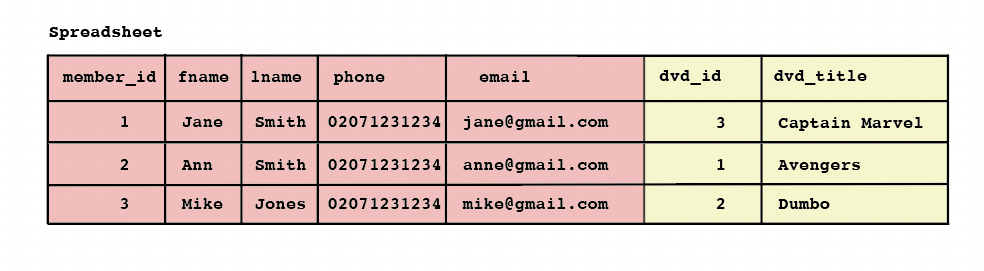 Spreadsheet
member_id fname lname phone email dvd_id dvd_title
1 Jane Smith 02071231234 jane@gmail.com 3 Captain Marvel
2 Ann Smith 02071231234 anne@gmail.com 1 Avengers
3 Mike Jones 02071231234 mike@gmail.com 2 Dumbo